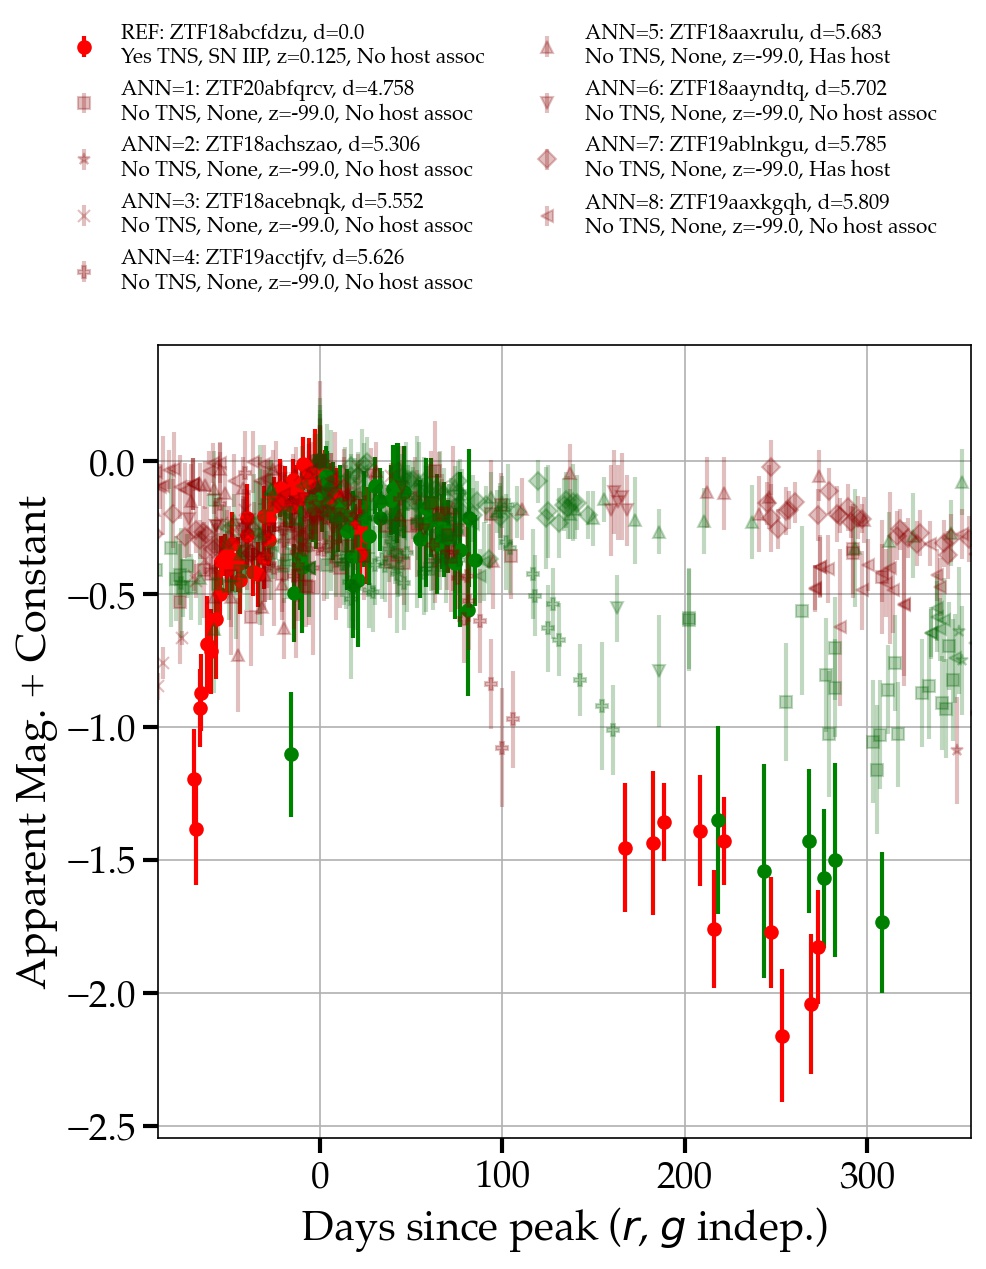 REF: ZTF18abcfdzu, d=0.0
Yes TNS, SN IIP, z=0.125, No host assoc
ANN=1: ZTF20abfqrcv, d=4.758
No TNS, None, z=-99.0, No host assoc
ANN=2: ZTF18achszao, d=5.306
No TNS, None, z=-99.0, No host assoc
ANN=3: ZTF18acebnqk, d=5.552
No TNS, None, z=-99.0, No host assoc
ANN=4: ZTF19acctjfv, d=5.626
No TNS, None, z=-99.0, No host assoc
ANN=5: ZTF18aaxrulu, d=5.683
No TNS, None, z=-99.0, Has host
ANN=6: ZTF18aayndtq, d=5.702
No TNS, None, z=-99.0, No host assoc
ANN=7: ZTF19ablnkgu, d=5.785
No TNS, None, z=-99.0, Has host
ANN=8: ZTF19aaxkgqh, d=5.809
No TNS, None, z=-99.0, No host assoc
Apparent Mag. + Constant
0.0
−0.5
−1.0
−1.5
−2.0
−2.5
0 100 200 300
Days since peak (r, g indep.)